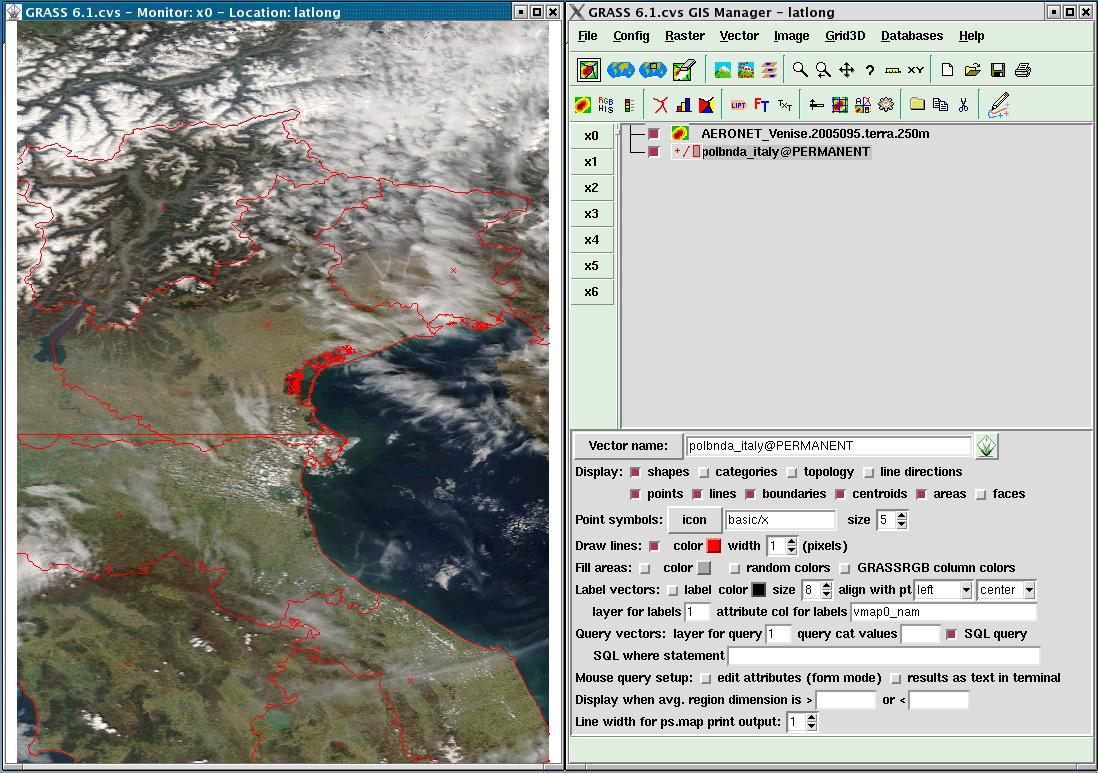 GRASS 6.1.cvs - Monitor: x0 - Location: latlong
GRASS 6.1.cvs GIS Manager - latlong
File Config Raster Vector Image Grid3D Databases Help
? XY
RGB HIS LIPT FT TxT
x0
x1
x2
x3
x4
x5
x6
AERONET_Venise.2005095.terra.250m
polbnda_italy@PERMANENT
Vector name: polbnda_italy@PERMANENT
Display: shapes categories topology line directions
points lines boundaries centroids areas faces
Point symbols: icon basic/x size 5
Draw lines: color width 1 (pixels)
Fill areas: color random colors GRASSRGB column colors
Label vectors: label color size 8 align with pt left center
layer for labels 1 attribute col for labels vmap0_nam
Query vectors: layer for query 1 query cat values SQL query
SQL where statement
Mouse query setup: edit attributes (form mode) results as text in terminal
Display when avg. region dimension is > or <
Line width for ps.map print output: 1